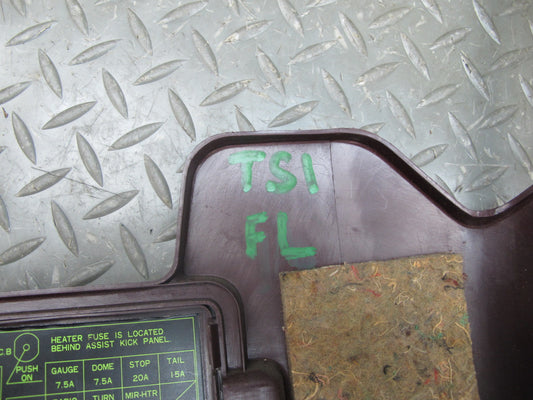 TSI
FL
HEATER FUSE IS LOCATED
BEHIND ASSIST KICK PANEL.
C.B
PUSH
ON
GAUGE DOME STOP TAIL
7.5A 7.5A 20A 15A
TURN MIR-HTR